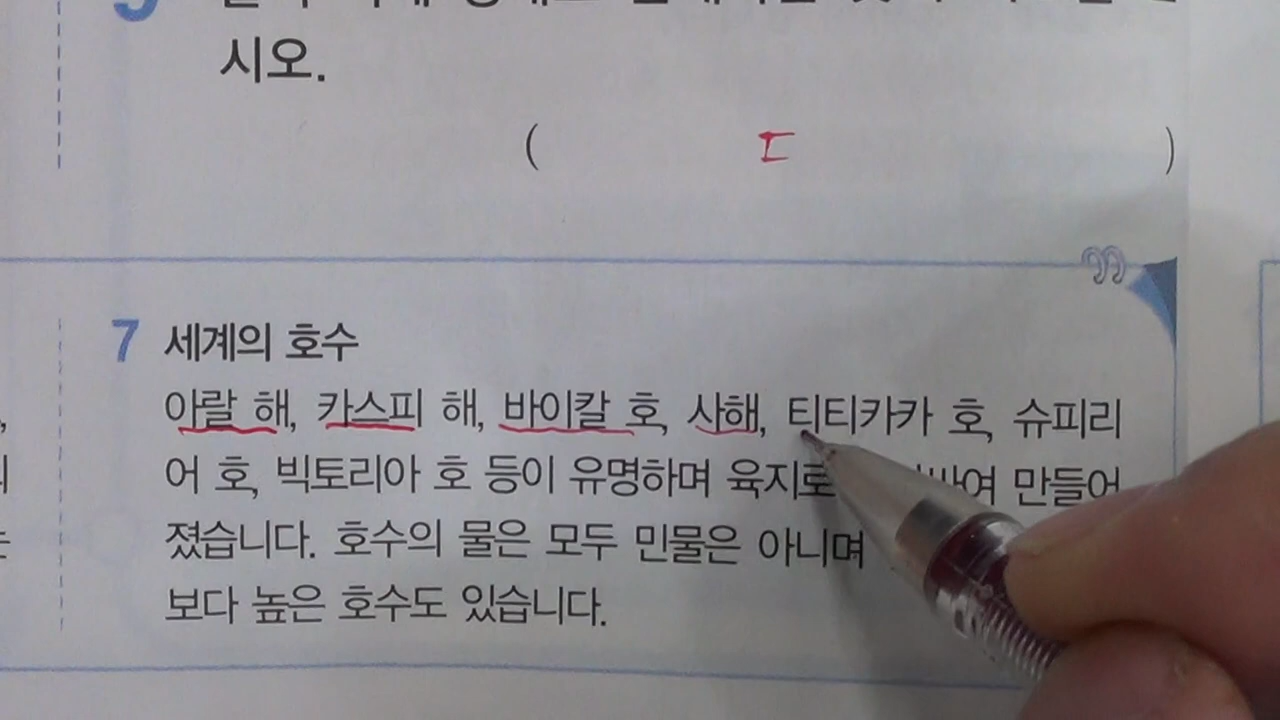 시오.
( ㄷ )
7 세계의 호수
아랄 해, 카스피 해, 바이칼 호, 사해, 티티카카 호, 슈피리
어 호, 빅토리아 호 등이 유명하며 육지로 만들어
졌습니다. 호수의 물은 모두 민물은 아니며
보다 높은 호수도 있습니다.